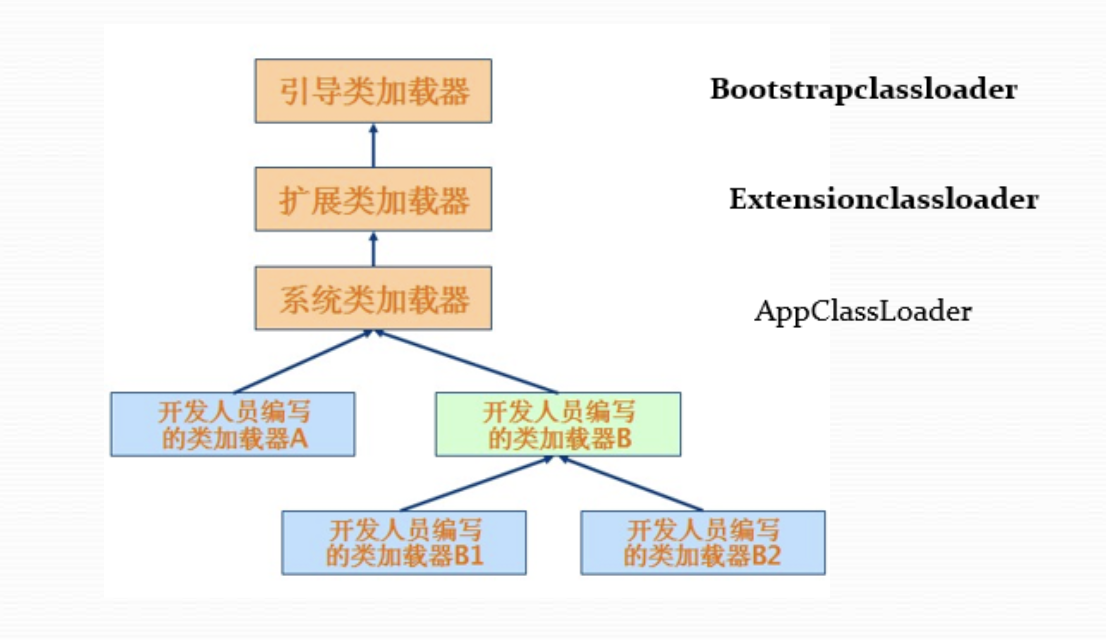 引导类加载器
Bootstrapclassloader
扩展类加载器
Extensionclassloader
系统类加载器
AppClassLoader
开发人员编写
的类加载器A
开发人员编写
的类加载器B
开发人员编写
的类加载器B1
开发人员编写
的类加载器B2